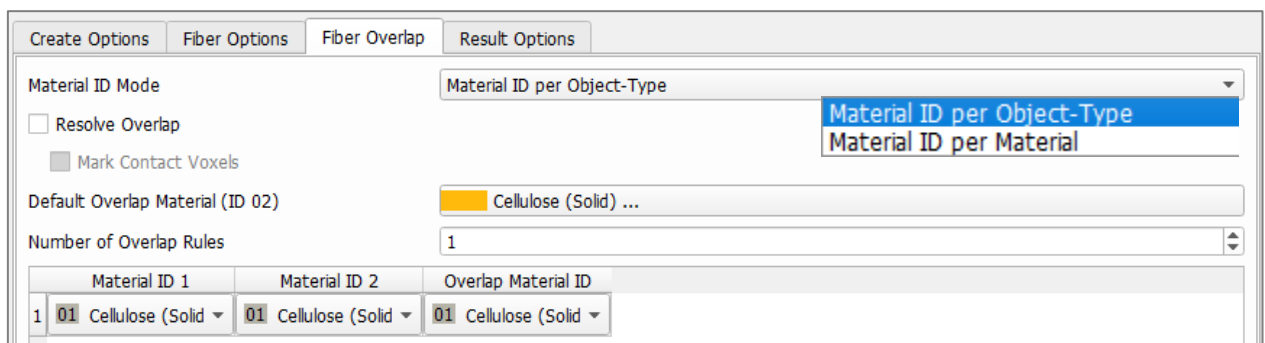 Create Options Fiber Options Fiber Overlap Result Options
Material ID Mode Material ID per Object-Type
Material ID per Object-Type
Resolve Overlap
Material ID per Material
Mark Contact Voxels
Default Overlap Material (ID 02) Cellulose (Solid) ...
Number of Overlap Rules 1
Material ID 1 Material ID 2 Overlap Material ID
1 01 Cellulose (Solid 01 Cellulose (Solid 01 Cellulose (Solid